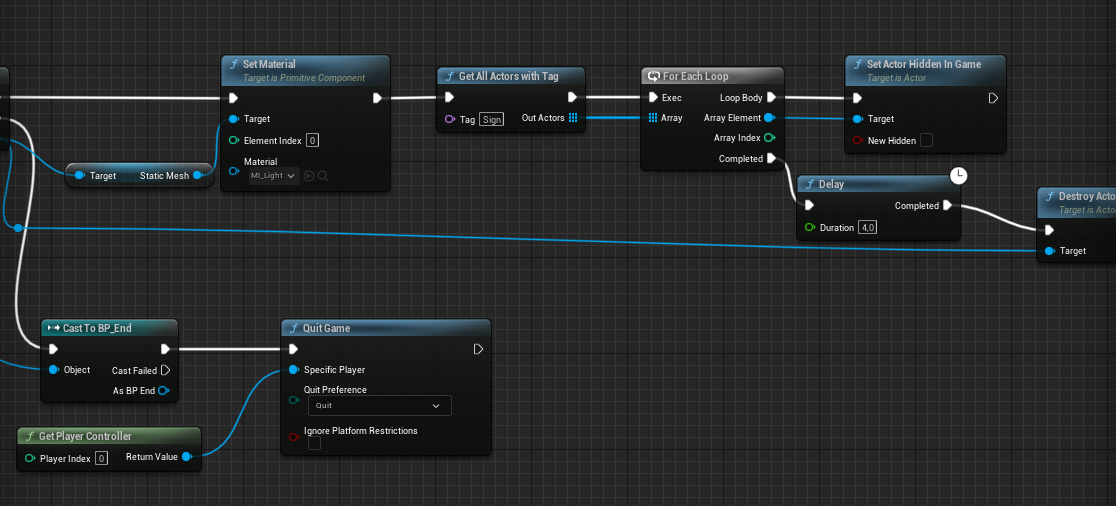 Set Material
Target is Primitive Component
Target
Element Index 0
Material
MI_Light
Target Static Mesh
Get All Actors with Tag
Tag Sign Out Actors
For Each Loop
Exec Loop Body
Array Array Element
Array Index
Completed
Set Actor Hidden In Game
Target is Actor
Target
New Hidden
Delay
Completed
Duration 4,0
Destroy Acto
Target is Acto
Target
Cast To BP_End
Object Cast Failed
As BP End
Quit Game
Specific Player
Quit Preference
Quit
Ignore Platform Restrictions
Get Player Controller
Player Index 0 Return Value